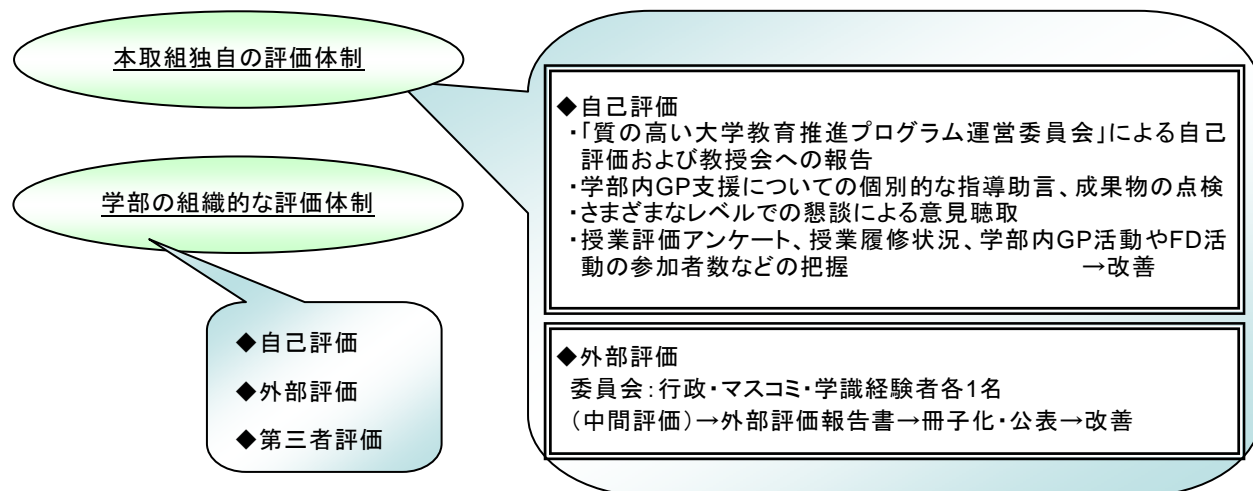 本取組独自の評価体制
◆自己評価
・「質の高い大学教育推進プログラム運営委員会」による自己
評価および教授会への報告
・学部内GP支援についての個別的な指導助言、成果物の点検
・さまざまなレベルでの懇談による意見聴取
・授業評価アンケート、授業履修状況、学部内GP活動やFD活
動の参加者数などの把握 →改善
◆外部評価
委員会:行政・マスコミ・学識経験者各1名
(中間評価)→外部評価報告書→冊子化・公表→改善
学部の組織的な評価体制
◆自己評価
◆外部評価
◆第三者評価